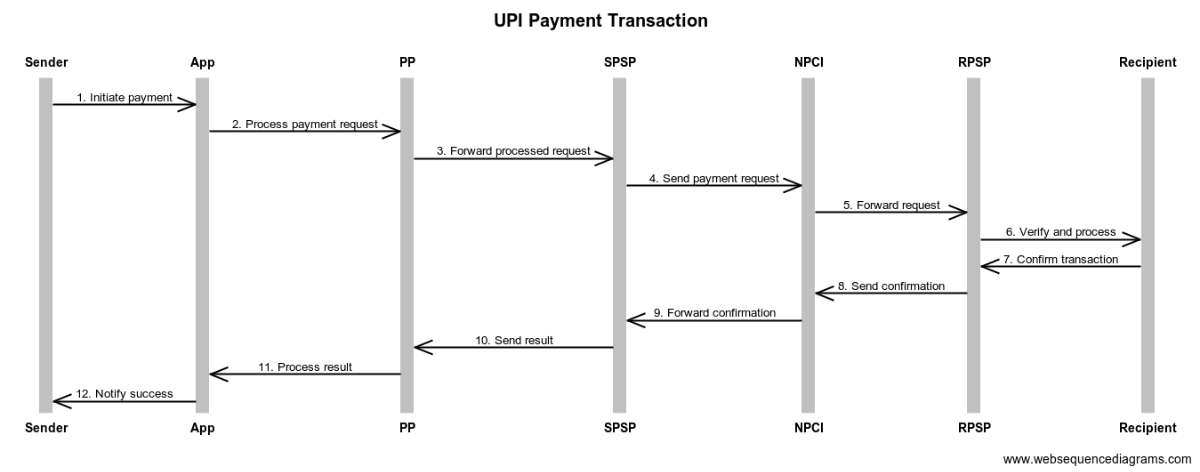 UPI Payment Transaction
Sender App PP SPSP NPCI RPSP Recipient
1. Initiate payment
2. Process payment request
3. Forward processed request
4. Send payment request
5. Forward request
6. Verify and process
7. Confirm transaction
8. Send confirmation
9. Forward confirmation
10. Send result
11. Process result
12. Notify success
Sender App PP SPSP NPCI RPSP Recipient
www.websequencediagrams.com